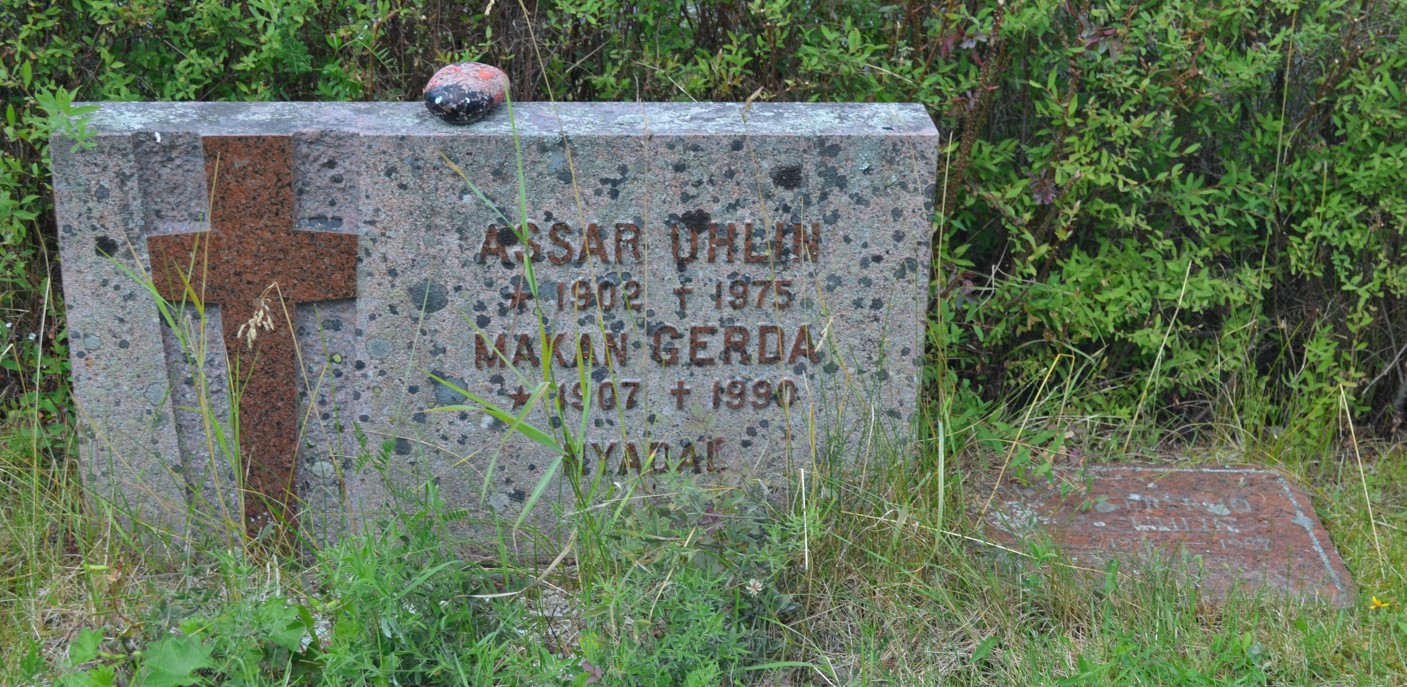 ASSAR UHLIN
* 1902 † 1975
MAKAN GERDA
* 1907 † 1990